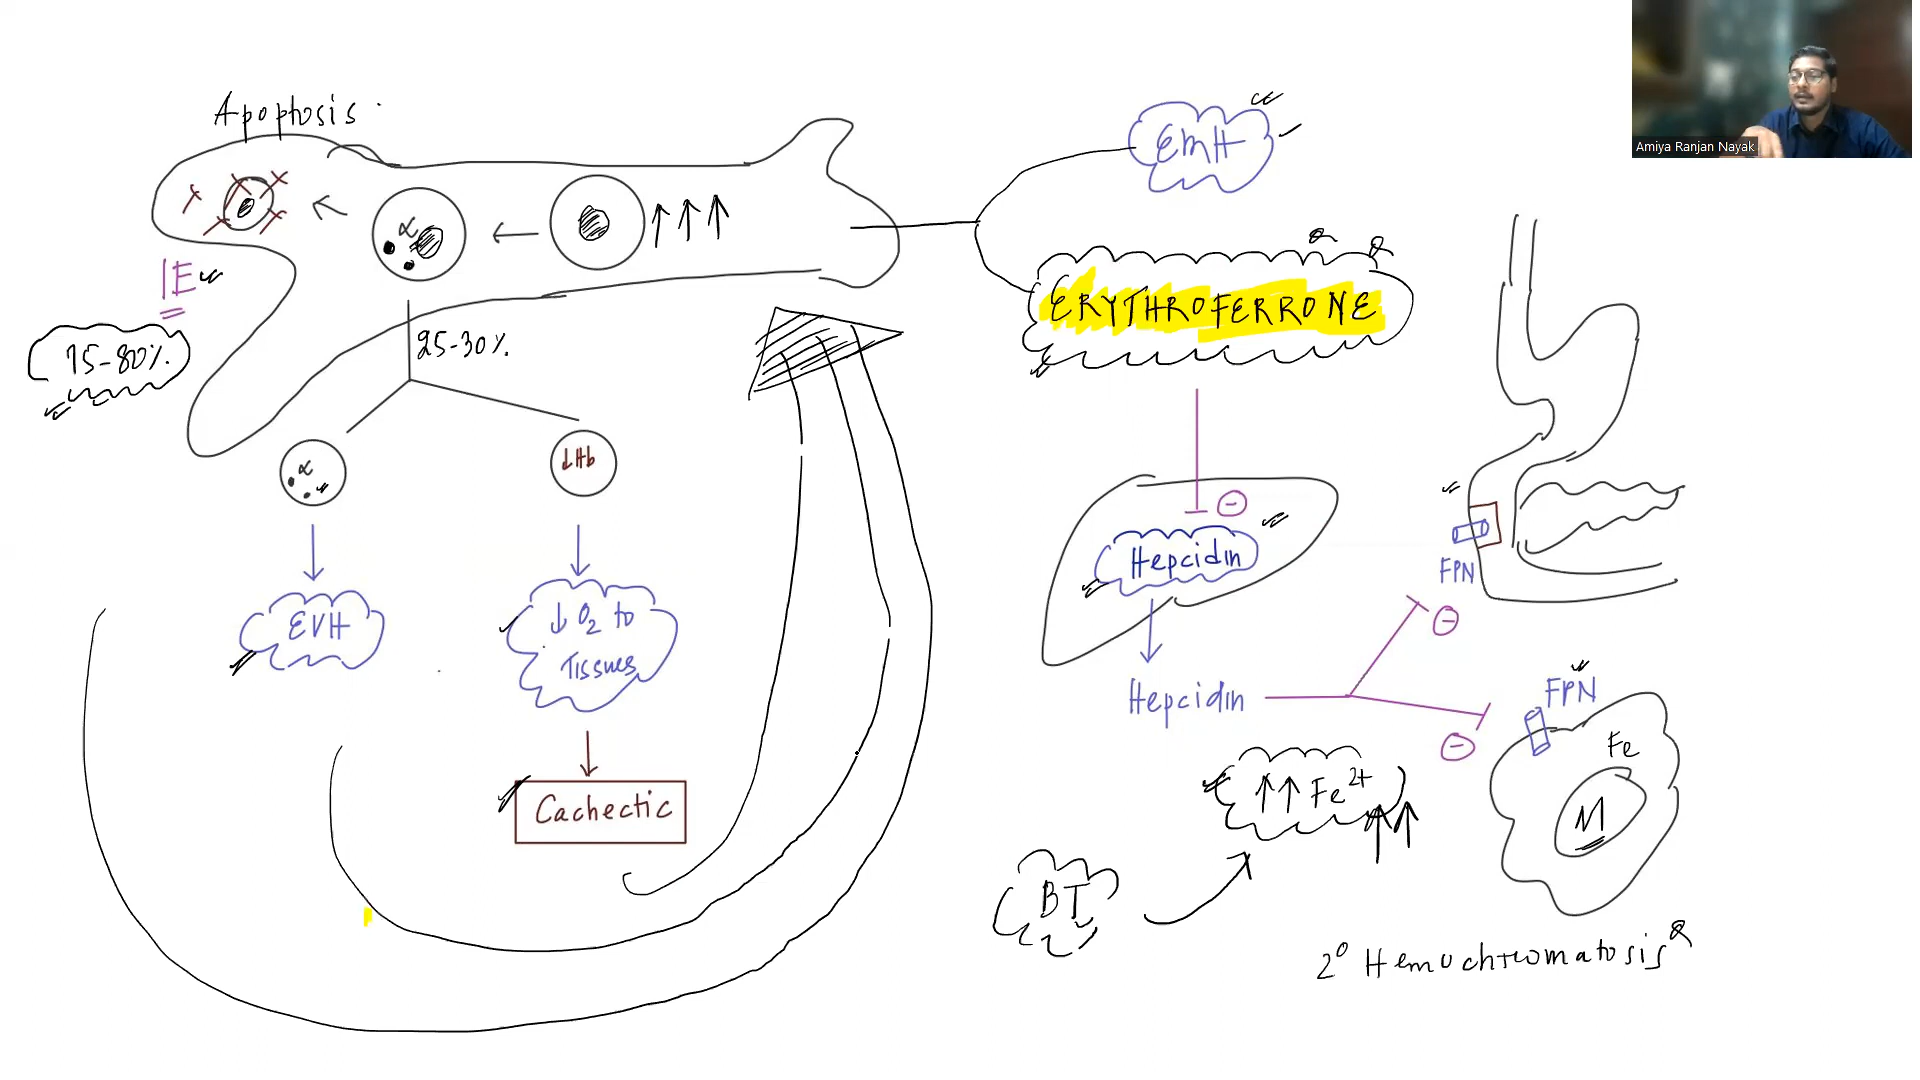 Apoptosis
α
IE
75-80%
25-30%
α
↓Hb
EVH
↓ O2 to
Tissues
Cachectic
EMH
ERYTHROFERRONE
⊖
Hepcidin
Hepcidin
⊖
⊖
FPN
FPN
Fe
M
↑↑ Fe2+ ↑↑
BT
2° Hemochromatosis
Amiya Ranjan Nayak